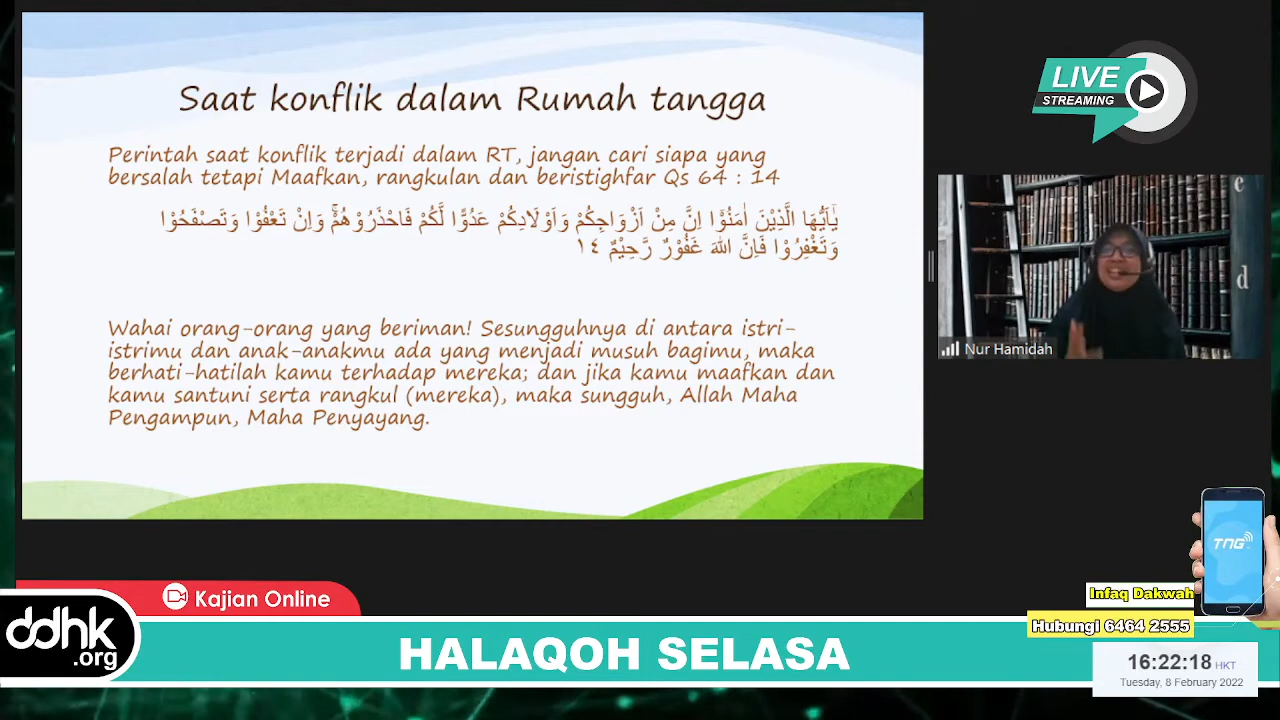 Saat konflik dalam Rumah tangga
Perintah saat konflik terjadi dalam RT, jangan cari siapa yang
bersalah tetapi Maafkan, rangkulan dan beristighfar Qs 64 : 14
يٰٓاَيُّهَا الَّذِيْنَ اٰمَنُوْٓا اِنَّ مِنْ اَزْوَاجِكُمْ وَاَوْلَادِكُمْ عَدُوًّا لَّكُمْ فَاحْذَرُوْهُمْۚ وَاِنْ تَعْفُوْا وَتَصْفَحُوْا
وَتَغْفِرُوْا فَاِنَّ اللّٰهَ غَفُوْرٌ رَّحِيْمٌ ١٤
Wahai orang-orang yang beriman! Sesungguhnya di antara istri-
istrimu dan anak-anakmu ada yang menjadi musuh bagimu, maka
berhati-hatilah kamu terhadap mereka; dan jika kamu maafkan dan
kamu santuni serta rangkul (mereka), maka sungguh, Allah Maha
Pengampun, Maha Penyayang.
LIVE
STREAMING
e
d
Nur Hamidah
TNG
Kajian Online
ddhk
.org
HALAQOH SELASA
Infaq Dakwah
Hubungi 6464 2555
16:22:18 HKT
Tuesday, 8 February 2022